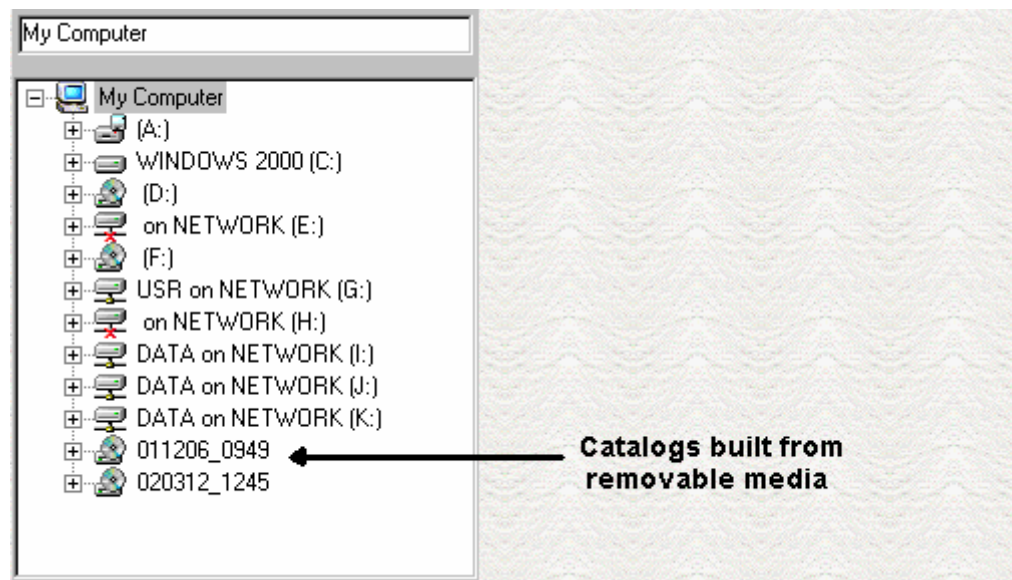 My Computer
My Computer
(A:)
WINDOWS 2000 (C:)
(D:)
on NETWORK (E:)
(F:)
USR on NETWORK (G:)
on NETWORK (H:)
DATA on NETWORK (I:)
DATA on NETWORK (J:)
DATA on NETWORK (K:)
011206_0949
020312_1245
Catalogs built from
removable media